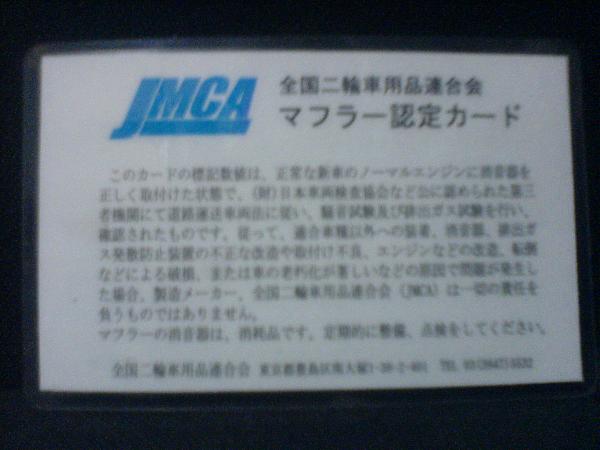 JMCA
全国二輪車用品連合会
マフラー認定カード
このカードの標記数値は、正常な新車のノーマルエンジンに消音器を
正しく取付けた状態で、(財)日本車両検査協会など公に認められた第三
者機関にて道路運送車両法に従い、騒音試験及び排出ガス試験を行い、
確認されたものです。従って、適合車種以外への装着、消音器、排出ガ
ス発散防止装置の不正な改造や取付け不良、エンジンなどの改造、転倒
などによる破損、または車の老朽化が著しいなどの原因で問題が発生し
た場合、製造メーカー、全国二輪車用品連合会(JMCA)は一切の責任を
負うものではありません。
マフラーの消音器は、消耗品です。定期的に整備、点検をしてください。
全国二輪車用品連合会 東京都豊島区南大塚 TEL